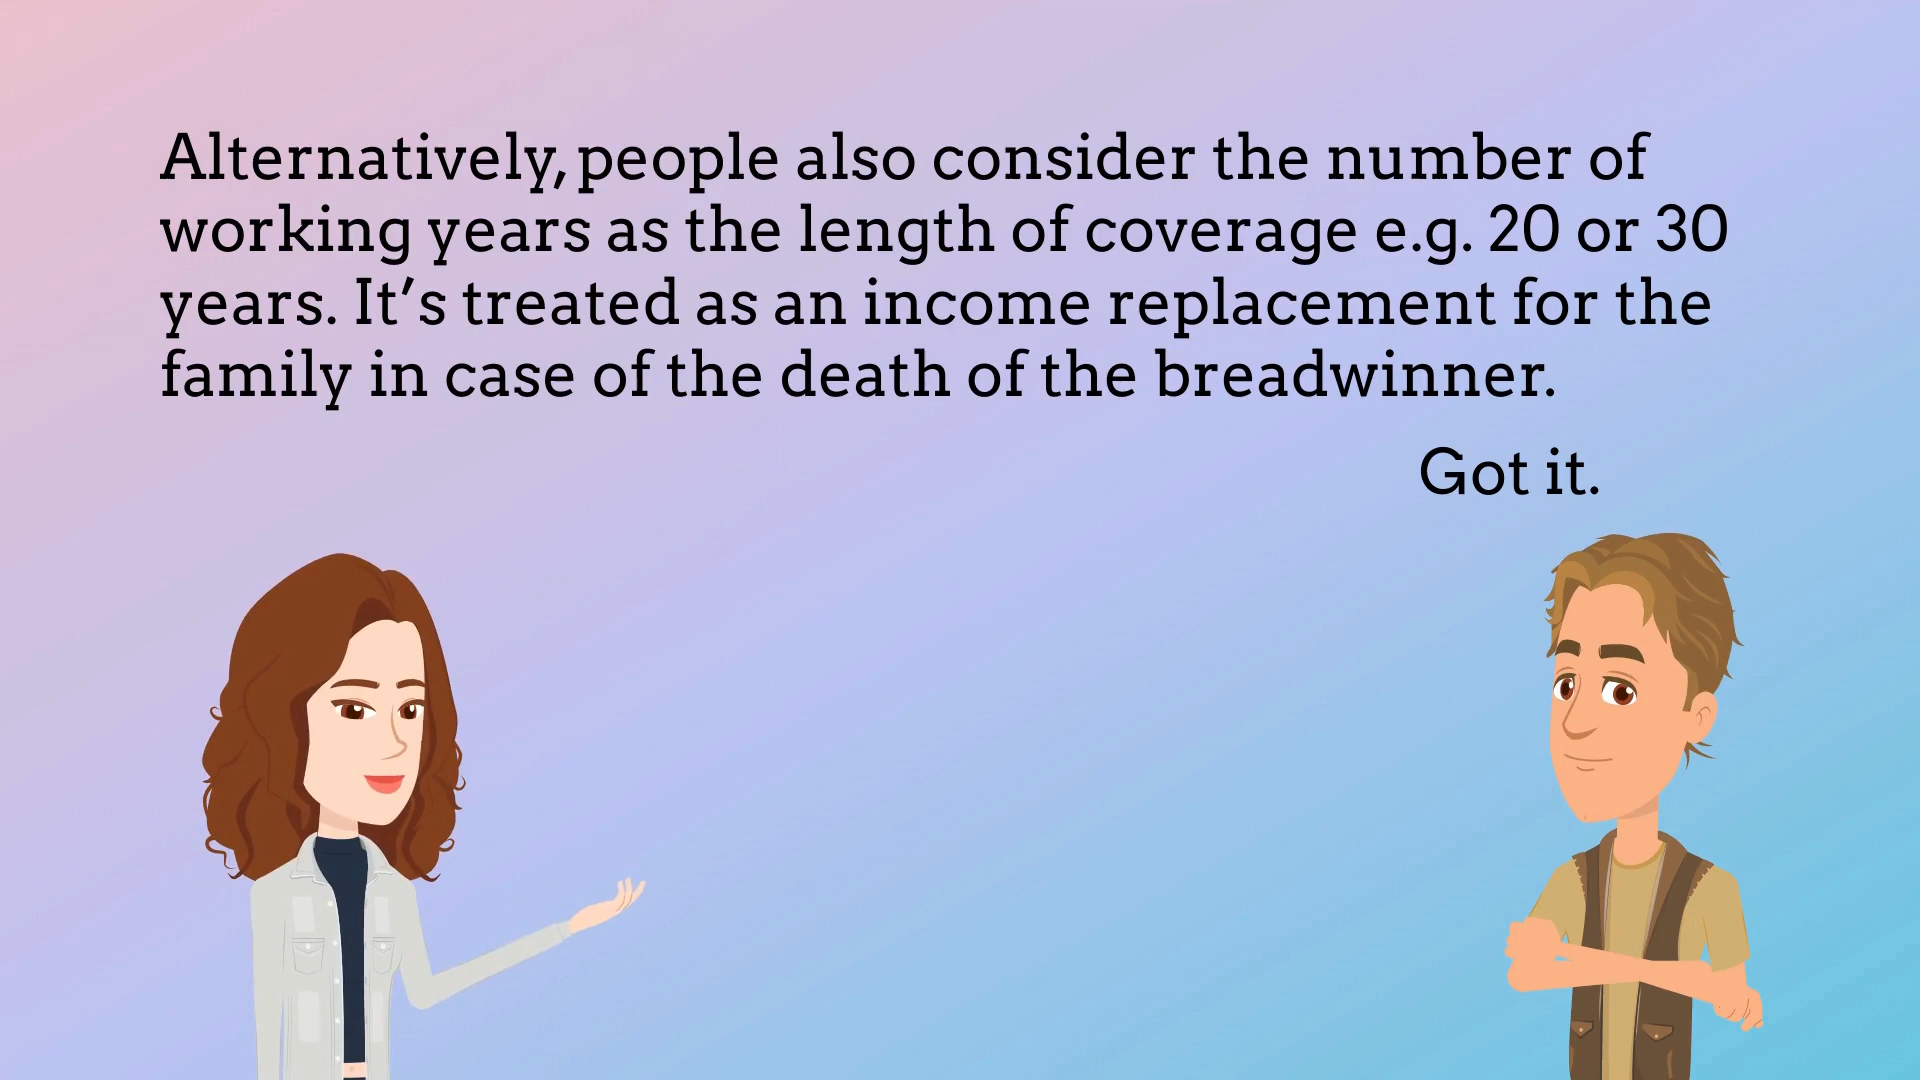 Alternatively, people also consider the number of
working years as the length of coverage e.g. 20 or 30
years. It’s treated as an income replacement for the
family in case of the death of the breadwinner.
Got it.